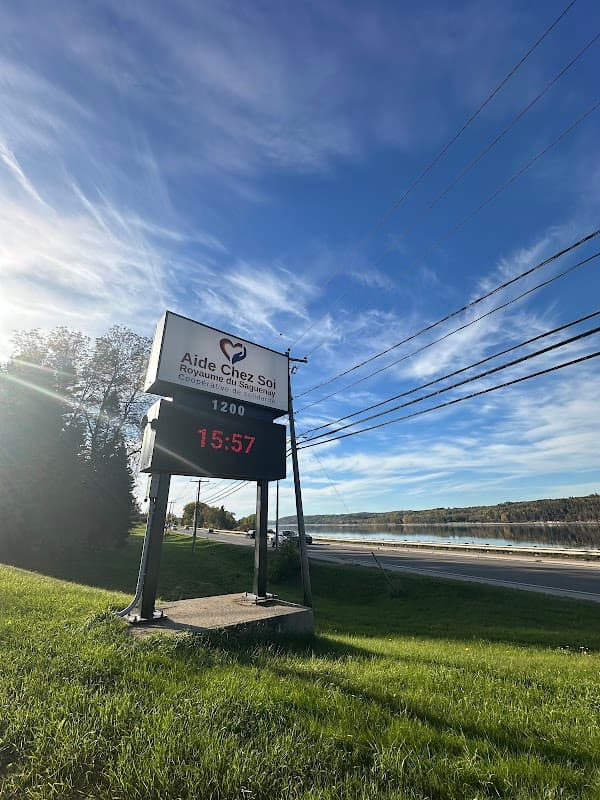 Aide Chez Soi
Royaume du Saguenay
Coopérative de solidarité
1200
15:57